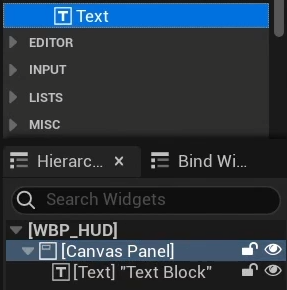 Text
EDITOR
INPUT
LISTS
MISC
Hierarc... × Bind Wi...
Search Widgets
[WBP_HUD]
[Canvas Panel]
[Text] "Text Block"